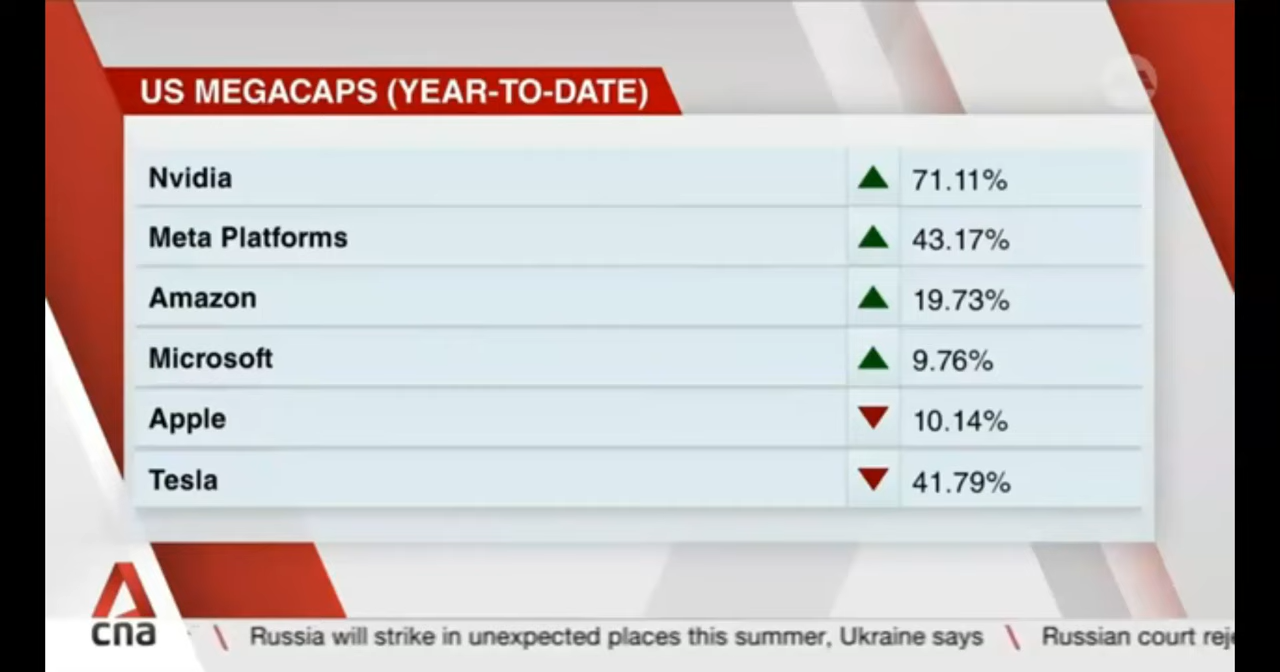 US MEGACAPS (YEAR-TO-DATE)
Nvidia ▲ 71.11%
Meta Platforms ▲ 43.17%
Amazon ▲ 19.73%
Microsoft ▲ 9.76%
Apple ▼ 10.14%
Tesla ▼ 41.79%
cna
\ Russia will strike in unexpected places this summer, Ukraine says \ Russian court